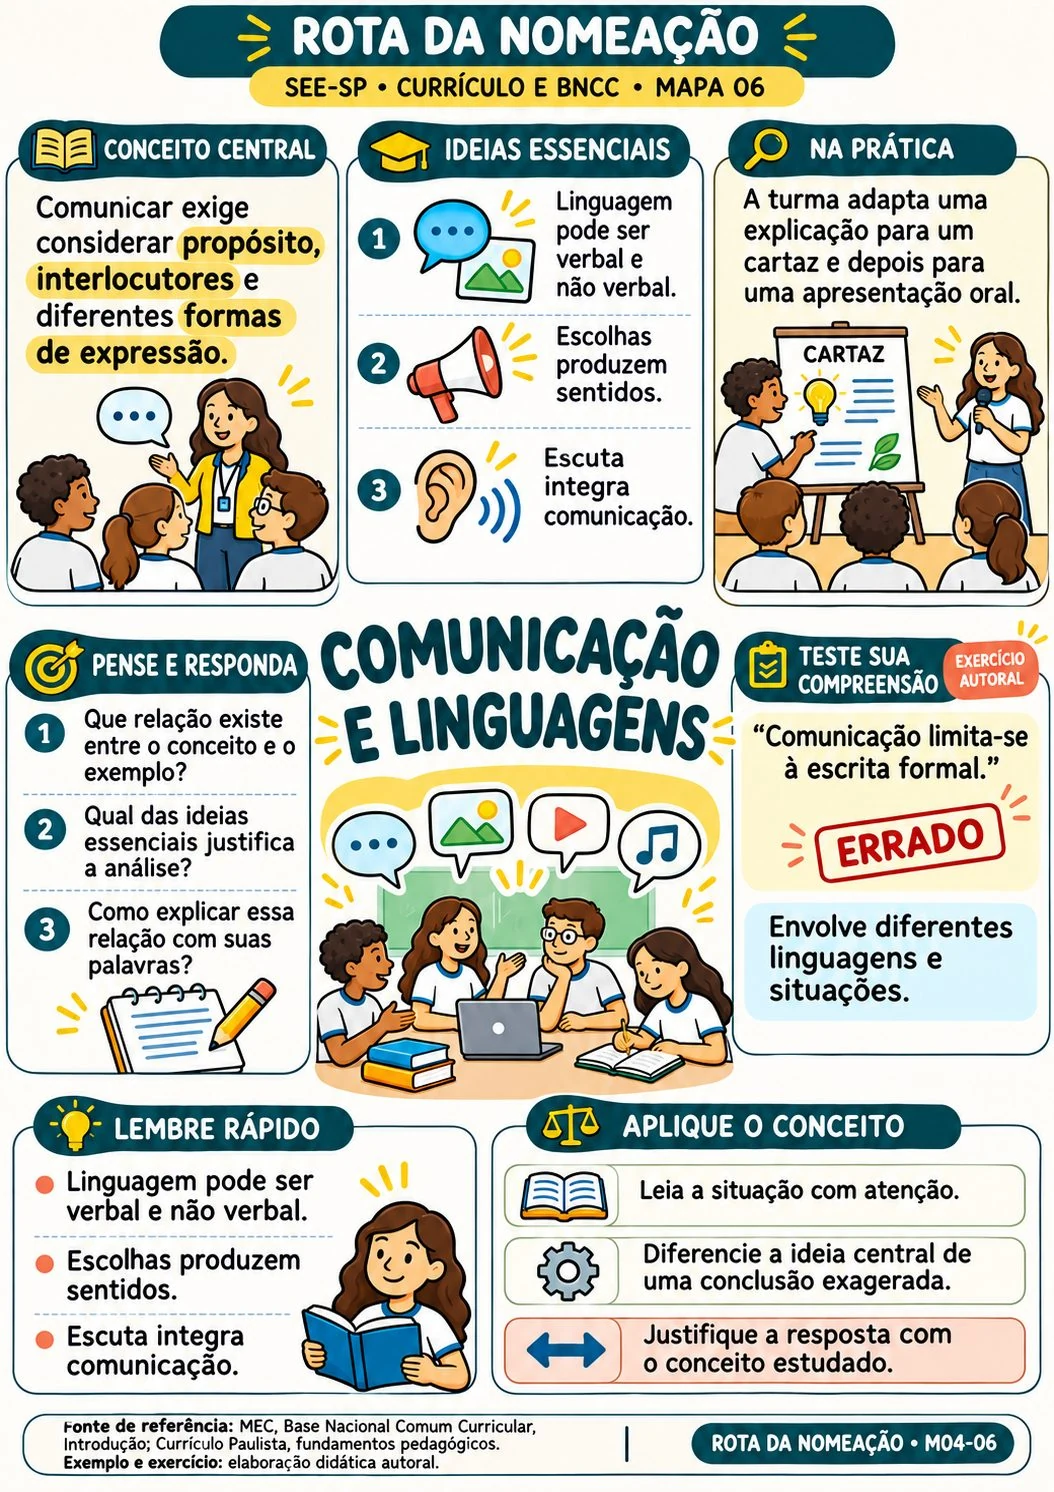 ROTA DA NOMEAÇÃO
SEE-SP • CURRÍCULO E BNCC • MAPA 06
CONCEITO CENTRAL
Comunicar exige
considerar propósito,
interlocutores e
diferentes formas
de expressão.
IDEIAS ESSENCIAIS
1
Linguagem
pode ser
verbal e
não verbal.
2
Escolhas
produzem
sentidos.
3
Escuta
integra
comunicação.
NA PRÁTICA
A turma adapta uma
explicação para um
cartaz e depois para
uma apresentação oral.
CARTAZ
COMUNICAÇÃO
E LINGUAGENS
PENSE E RESPONDA
1
Que relação existe
entre o conceito e o
exemplo?
2
Qual das ideias
essenciais justifica
a análise?
3
Como explicar essa
relação com suas
palavras?
TESTE SUA
COMPREENSÃO
EXERCÍCIO
AUTORAL
“Comunicação limita-se
à escrita formal.”
ERRADO
Envolve diferentes
linguagens e
situações.
LEMBRE RÁPIDO
Linguagem pode ser
verbal e não verbal.
Escolhas produzem
sentidos.
Escuta integra
comunicação.
APLIQUE O CONCEITO
Leia a situação com atenção.
Diferencie a ideia central de
uma conclusão exagerada.
Justifique a resposta com
o conceito estudado.
Fonte de referência: MEC, Base Nacional Comum Curricular,
Introdução; Currículo Paulista, fundamentos pedagógicos.
Exemplo e exercício: elaboração didática autoral.
ROTA DA NOMEAÇÃO • M04-06